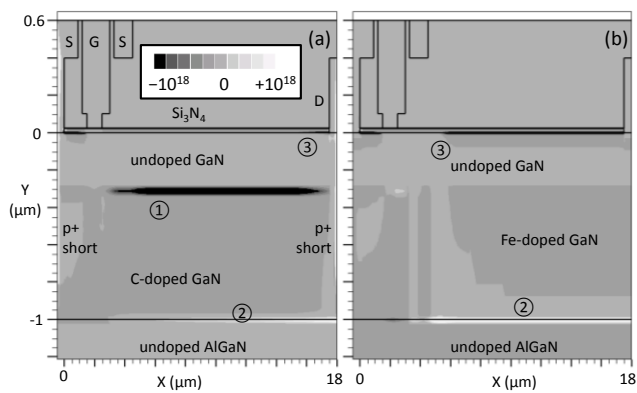 0.6
(a)
(b)
S
G
S
−10¹⁸
0
+10¹⁸
D
Si₃N₄
0
③
③
undoped GaN
undoped GaN
Y
(μm)
①
p+
short
p+
short
Fe-doped GaN
C-doped GaN
②
②
-1
undoped AlGaN
undoped AlGaN
0
X (μm)
18
0
X (μm)
18